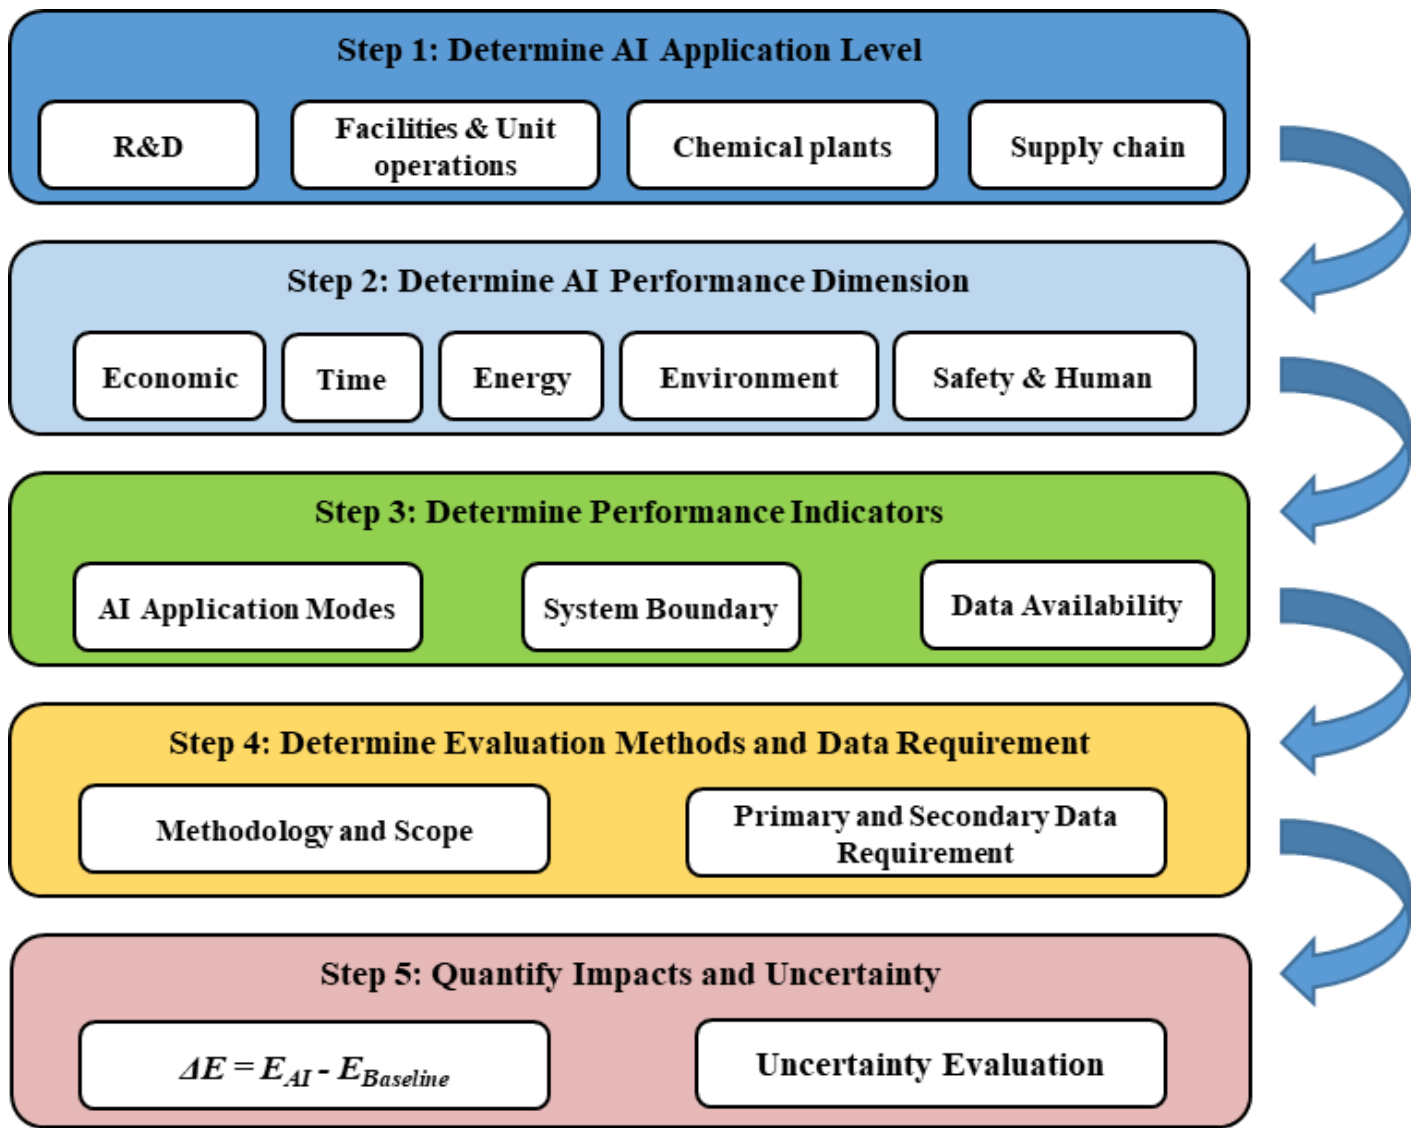 Step 1: Determine AI Application Level
R&D
Facilities & Unit
operations
Chemical plants
Supply chain
Step 2: Determine AI Performance Dimension
Economic
Time
Energy
Environment
Safety & Human
Step 3: Determine Performance Indicators
AI Application Modes
System Boundary
Data Availability
Step 4: Determine Evaluation Methods and Data Requirement
Methodology and Scope
Primary and Secondary Data
Requirement
Step 5: Quantify Impacts and Uncertainty
ΔE = E_AI - E_Baseline
Uncertainty Evaluation